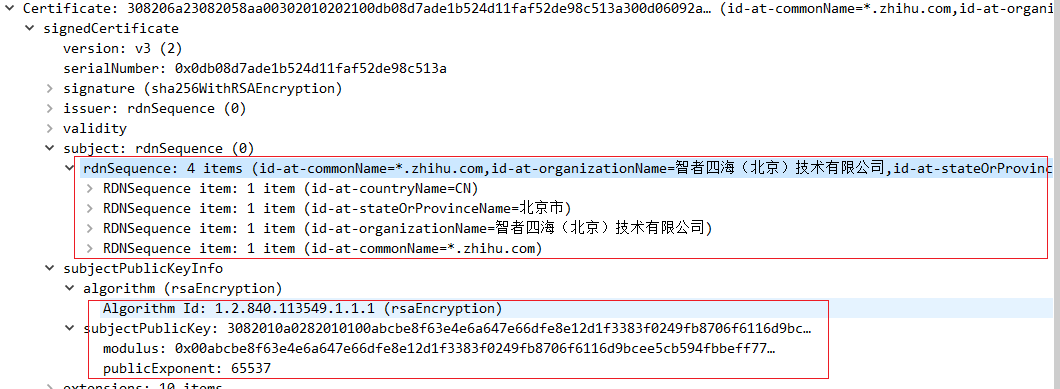 Certificate: 308206a23082058aa00302010202100db08d7ade1b524d11faf52de98c513a300d06092a… (id-at-commonName=*.zhihu.com,id-at-organi
signedCertificate
version: v3 (2)
serialNumber: 0x0db08d7ade1b524d11faf52de98c513a
signature (sha256WithRSAEncryption)
issuer: rdnSequence (0)
validity
subject: rdnSequence (0)
rdnSequence: 4 items (id-at-commonName=*.zhihu.com,id-at-organizationName=智者四海（北京）技术有限公司,id-at-stateOrProvinc
RDNSequence item: 1 item (id-at-countryName=CN)
RDNSequence item: 1 item (id-at-stateOrProvinceName=北京市)
RDNSequence item: 1 item (id-at-organizationName=智者四海（北京）技术有限公司)
RDNSequence item: 1 item (id-at-commonName=*.zhihu.com)
subjectPublicKeyInfo
algorithm (rsaEncryption)
Algorithm Id: 1.2.840.113549.1.1.1 (rsaEncryption)
subjectPublicKey: 3082010a0282010100abcbe8f63e4e6a647e66dfe8e12d1f3383f0249fb8706f6116d9bc…
modulus: 0x00abcbe8f63e4e6a647e66dfe8e12d1f3383f0249fb8706f6116d9bcee5cb594fbbeff77…
publicExponent: 65537
extensions: 10 items